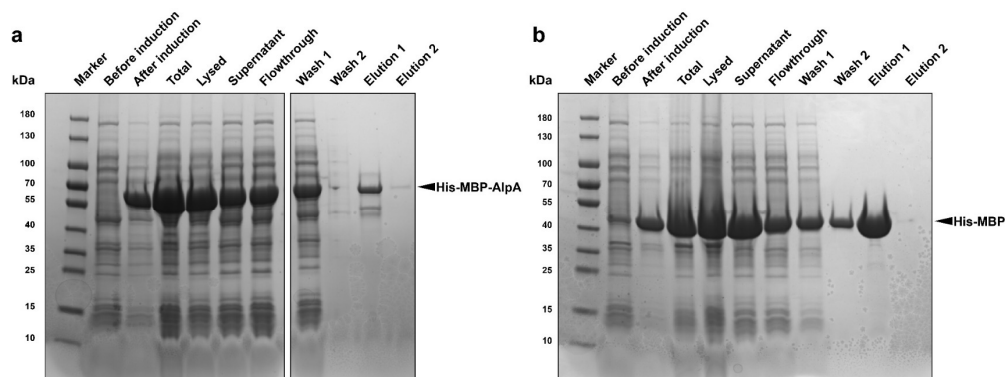 a
kDa
Marker
Before induction
After induction
Total
Lysed
Supernatant
Flowthrough
Wash 1
Wash 2
Elution 1
Elution 2
180
130
100
70
55
40
35
25
15
10
His-MBP-AlpA
b
kDa
Marker
Before induction
After induction
Total
Lysed
Supernatant
Flowthrough
Wash 1
Wash 2
Elution 1
Elution 2
180
130
100
70
55
40
35
25
15
10
His-MBP